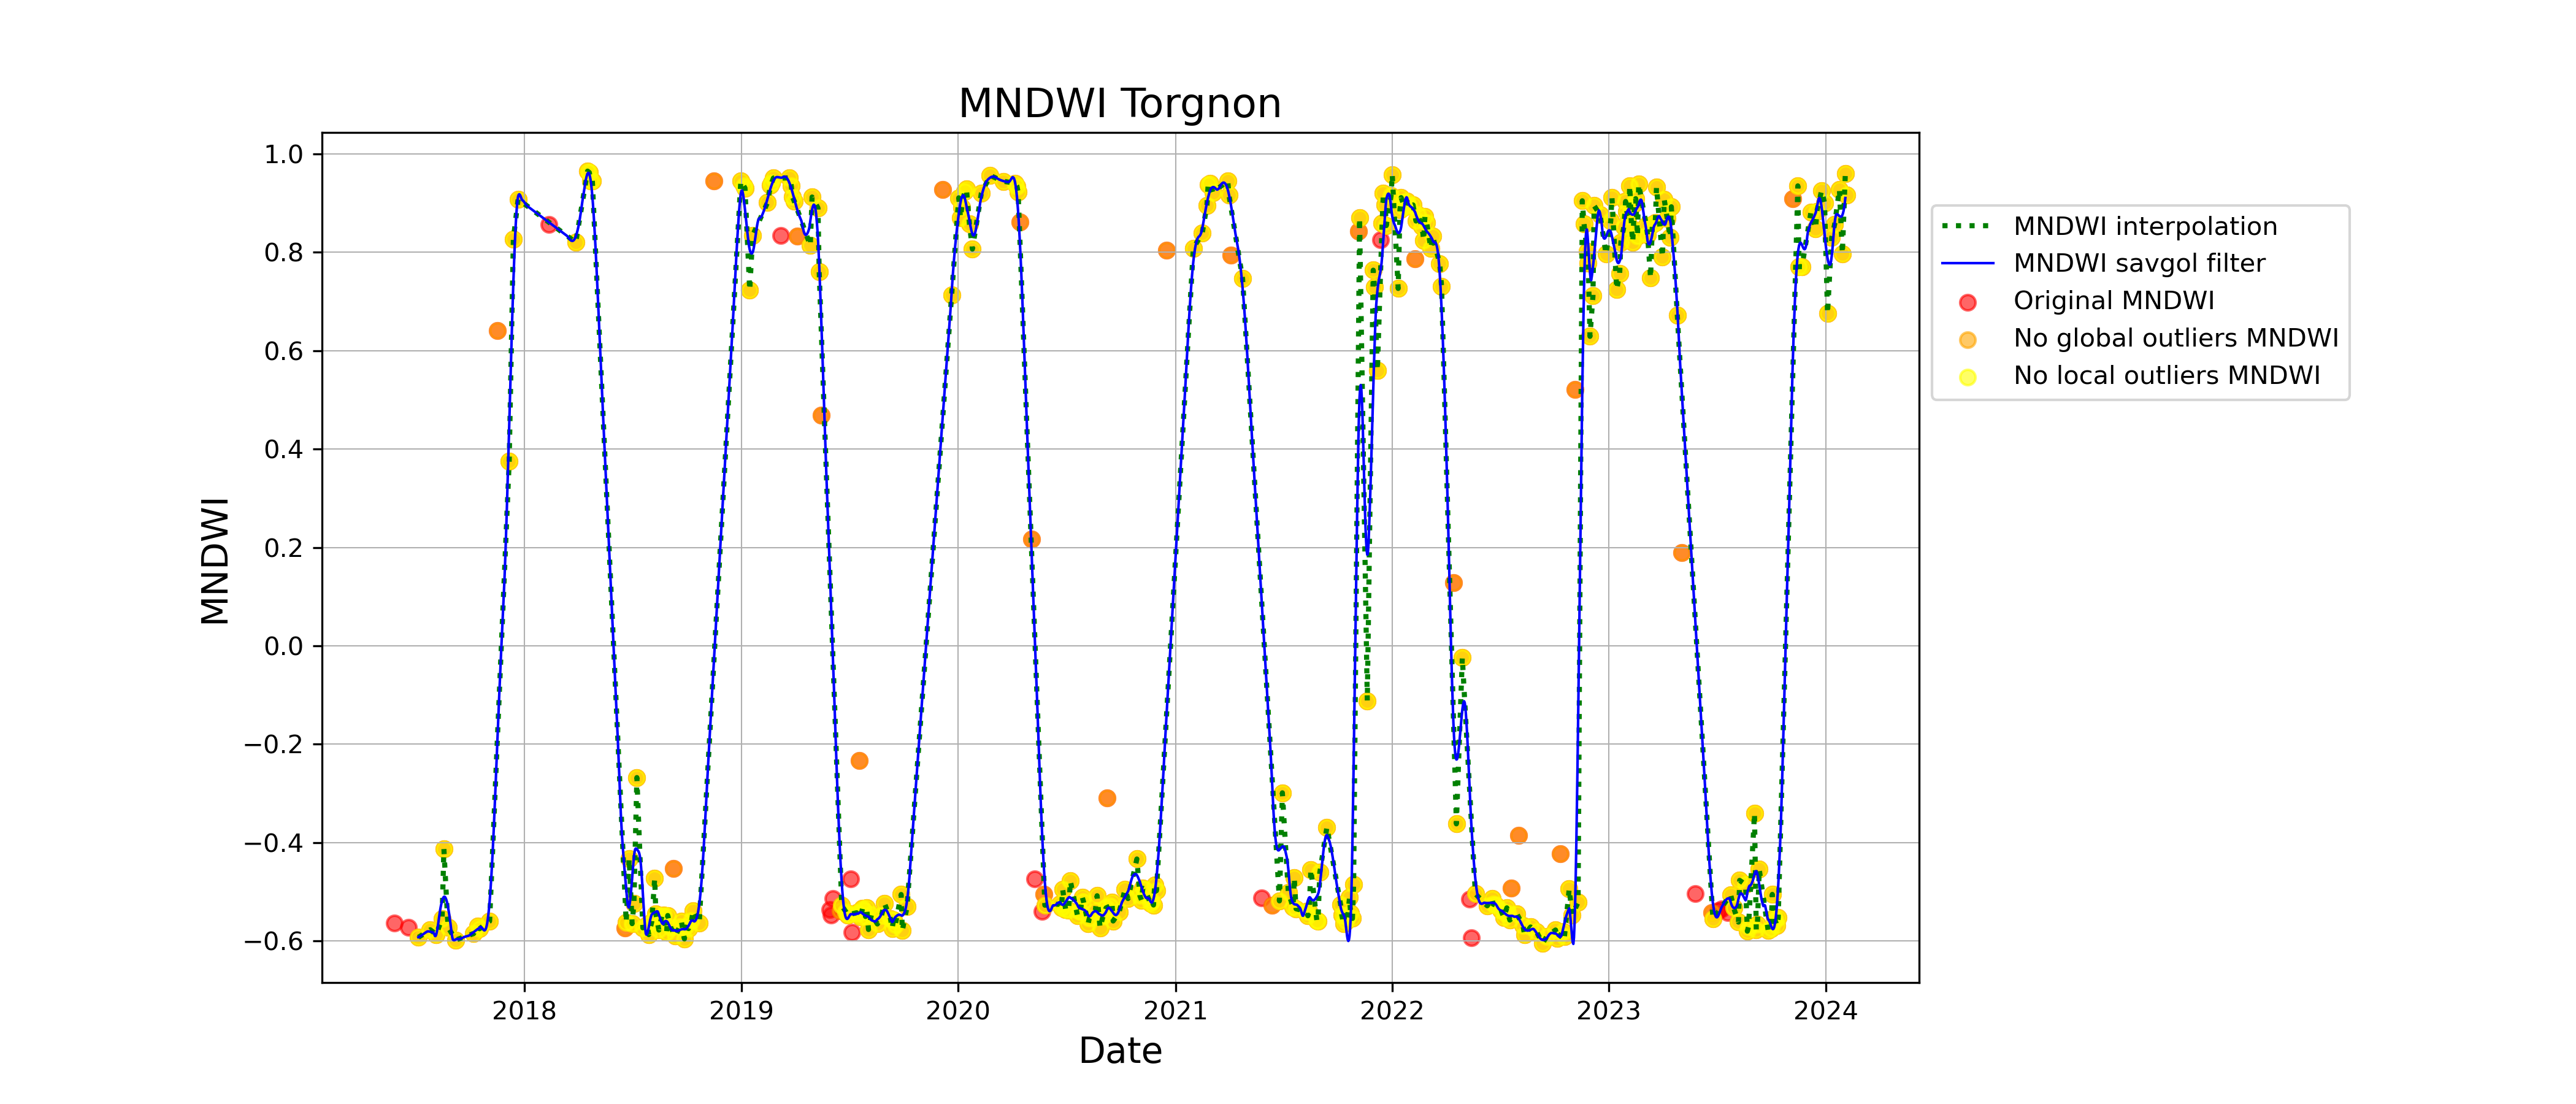 MNDWI Torgnon
1.0
0.8
0.6
0.4
0.2
0.0
−0.2
−0.4
−0.6
MNDWI
2018 2019 2020 2021 2022 2023 2024
Date
MNDWI interpolation
MNDWI savgol filter
Original MNDWI
No global outliers MNDWI
No local outliers MNDWI